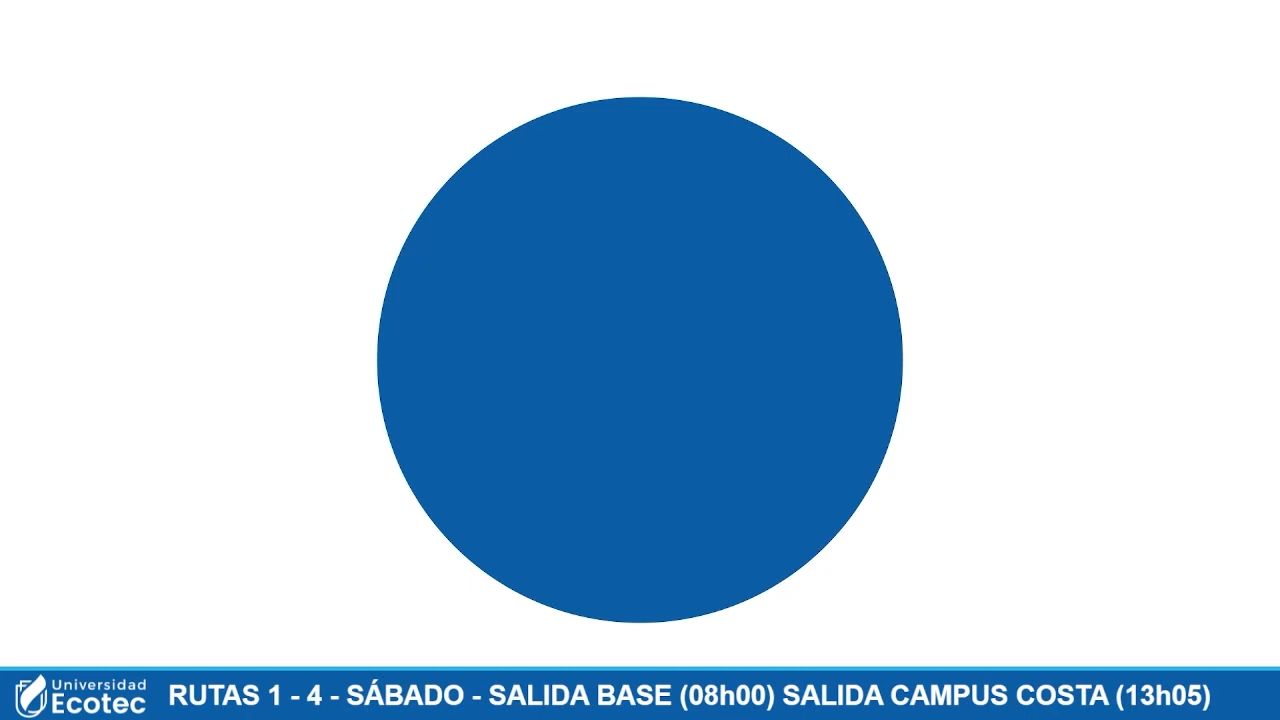 Universidad
Ecotec
RUTAS 1 - 4 - SÁBADO - SALIDA BASE (08h00) SALIDA CAMPUS COSTA (13h05)